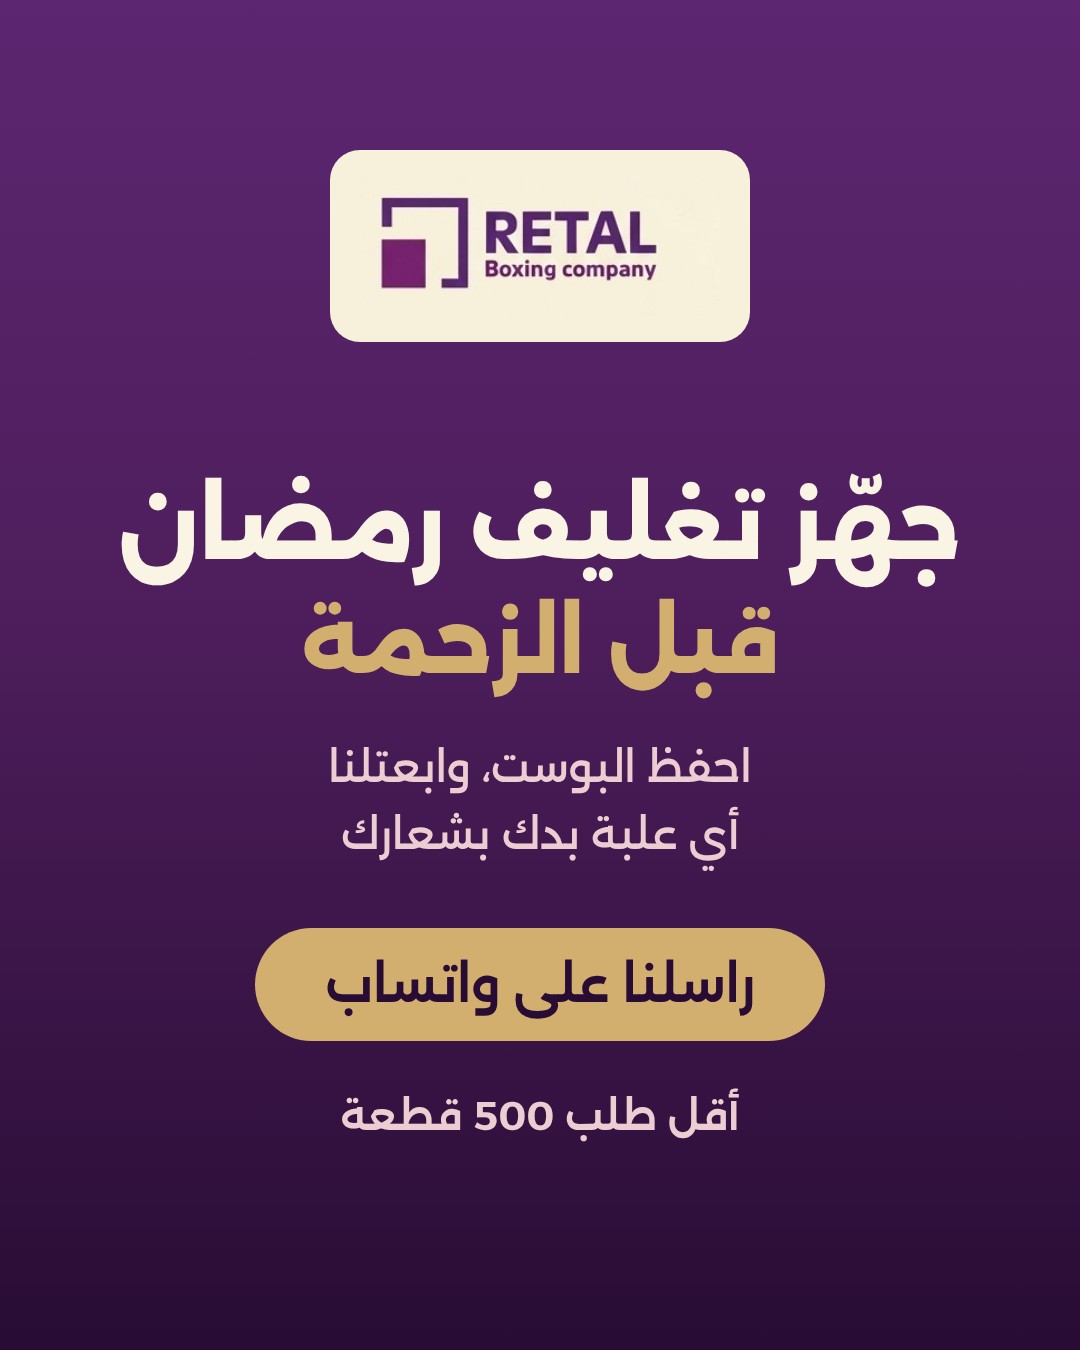 RETAL
Boxing company
جهّز تغليف رمضان
قبل الزحمة
احفظ البوست، وابعتلنا
أي علبة بدك بشعارك
راسلنا على واتساب
أقل طلب 500 قطعة